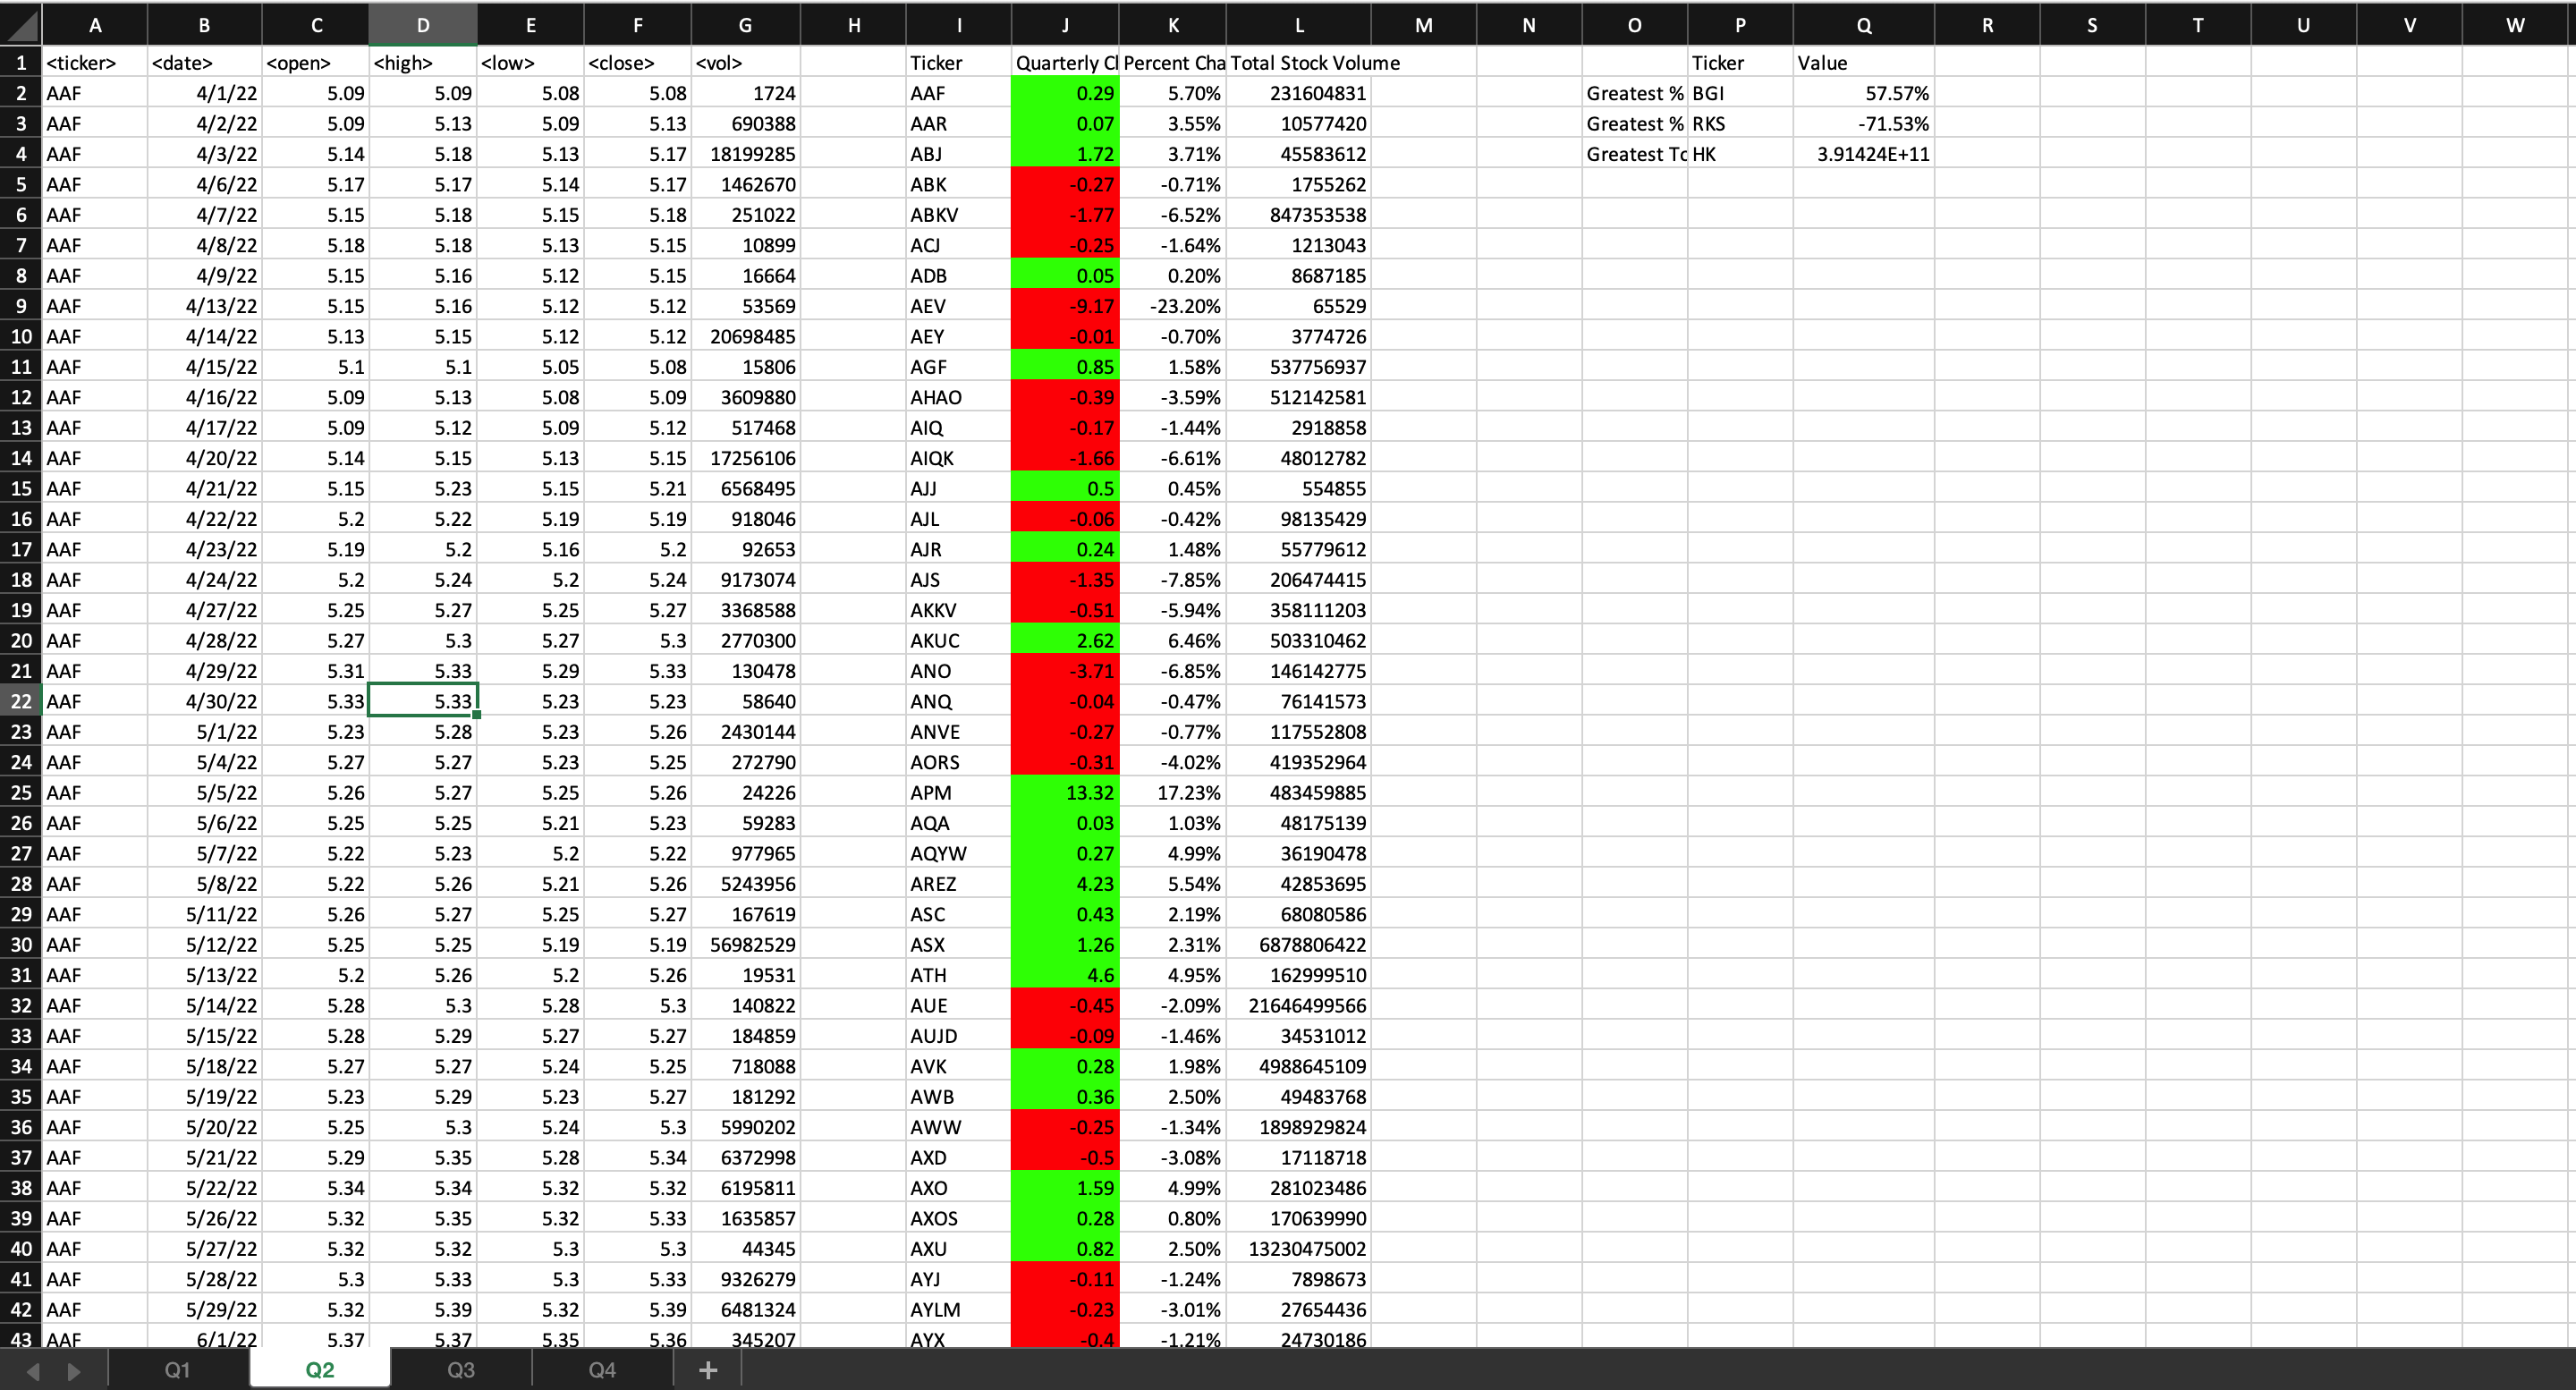 A B C D E F G H I J K L M N O P Q R S T U V W
1 <ticker> <date> <open> <high> <low> <close> <vol> Ticker Quarterly Cl Percent Cha Total Stock Volume Ticker Value
2 AAF 4/1/22 5.09 5.09 5.08 5.08 1724 AAF 0.29 5.70% 231604831 Greatest % BGI 57.57%
3 AAF 4/2/22 5.09 5.13 5.09 5.13 690388 AAR 0.07 3.55% 10577420 Greatest % RKS -71.53%
4 AAF 4/3/22 5.14 5.18 5.13 5.17 18199285 ABJ 1.72 3.71% 45583612 Greatest Tc HK 3.91424E+11
5 AAF 4/6/22 5.17 5.17 5.14 5.17 1462670 ABK -0.27 -0.71% 1755262
6 AAF 4/7/22 5.15 5.18 5.15 5.18 251022 ABKV -1.77 -6.52% 847353538
7 AAF 4/8/22 5.18 5.18 5.13 5.15 10899 ACJ -0.25 -1.64% 1213043
8 AAF 4/9/22 5.15 5.16 5.12 5.15 16664 ADB 0.05 0.20% 8687185
9 AAF 4/13/22 5.15 5.16 5.12 5.12 53569 AEV -9.17 -23.20% 65529
10 AAF 4/14/22 5.13 5.15 5.12 5.12 20698485 AEY -0.01 -0.70% 3774726
11 AAF 4/15/22 5.1 5.1 5.05 5.08 15806 AGF 0.85 1.58% 537756937
12 AAF 4/16/22 5.09 5.13 5.08 5.09 3609880 AHAO -0.39 -3.59% 512142581
13 AAF 4/17/22 5.09 5.12 5.09 5.12 517468 AIQ -0.17 -1.44% 2918858
14 AAF 4/20/22 5.14 5.15 5.13 5.15 17256106 AIQK -1.66 -6.61% 48012782
15 AAF 4/21/22 5.15 5.23 5.15 5.21 6568495 AJJ 0.5 0.45% 554855
16 AAF 4/22/22 5.2 5.22 5.19 5.19 918046 AJL -0.06 -0.42% 98135429
17 AAF 4/23/22 5.19 5.2 5.16 5.2 92653 AJR 0.24 1.48% 55779612
18 AAF 4/24/22 5.2 5.24 5.2 5.24 9173074 AJS -1.35 -7.85% 206474415
19 AAF 4/27/22 5.25 5.27 5.25 5.27 3368588 AKKV -0.51 -5.94% 358111203
20 AAF 4/28/22 5.27 5.3 5.27 5.3 2770300 AKUC 2.62 6.46% 503310462
21 AAF 4/29/22 5.31 5.33 5.29 5.33 130478 ANO -3.71 -6.85% 146142775
22 AAF 4/30/22 5.33 5.33 5.23 5.23 58640 ANQ -0.04 -0.47% 76141573
23 AAF 5/1/22 5.23 5.28 5.23 5.26 2430144 ANVE -0.27 -0.77% 117552808
24 AAF 5/4/22 5.27 5.27 5.23 5.25 272790 AORS -0.31 -4.02% 419352964
25 AAF 5/5/22 5.26 5.27 5.25 5.26 24226 APM 13.32 17.23% 483459885
26 AAF 5/6/22 5.25 5.25 5.21 5.23 59283 AQA 0.03 1.03% 48175139
27 AAF 5/7/22 5.22 5.23 5.2 5.22 977965 AQYW 0.27 4.99% 36190478
28 AAF 5/8/22 5.22 5.26 5.21 5.26 5243956 AREZ 4.23 5.54% 42853695
29 AAF 5/11/22 5.26 5.27 5.25 5.27 167619 ASC 0.43 2.19% 68080586
30 AAF 5/12/22 5.25 5.25 5.19 5.19 56982529 ASX 1.26 2.31% 6878806422
31 AAF 5/13/22 5.2 5.26 5.2 5.26 19531 ATH 4.6 4.95% 162999510
32 AAF 5/14/22 5.28 5.3 5.28 5.3 140822 AUE -0.45 -2.09% 21646499566
33 AAF 5/15/22 5.28 5.29 5.27 5.27 184859 AUJD -0.09 -1.46% 34531012
34 AAF 5/18/22 5.27 5.27 5.24 5.25 718088 AVK 0.28 1.98% 4988645109
35 AAF 5/19/22 5.23 5.29 5.23 5.27 181292 AWB 0.36 2.50% 49483768
36 AAF 5/20/22 5.25 5.3 5.24 5.3 5990202 AWW -0.25 -1.34% 1898929824
37 AAF 5/21/22 5.29 5.35 5.28 5.34 6372998 AXD -0.5 -3.08% 17118718
38 AAF 5/22/22 5.34 5.34 5.32 5.32 6195811 AXO 1.59 4.99% 281023486
39 AAF 5/26/22 5.32 5.35 5.32 5.33 1635857 AXOS 0.28 0.80% 170639990
40 AAF 5/27/22 5.32 5.32 5.3 5.3 44345 AXU 0.82 2.50% 13230475002
41 AAF 5/28/22 5.3 5.33 5.3 5.33 9326279 AYJ -0.11 -1.24% 7898673
42 AAF 5/29/22 5.32 5.39 5.32 5.39 6481324 AYLM -0.23 -3.01% 27654436
43 AAF 6/1/22 5.37 5.37 5.35 5.36 345207 AYX -0.4 -1.21% 24730186
Q1 Q2 Q3 Q4 +